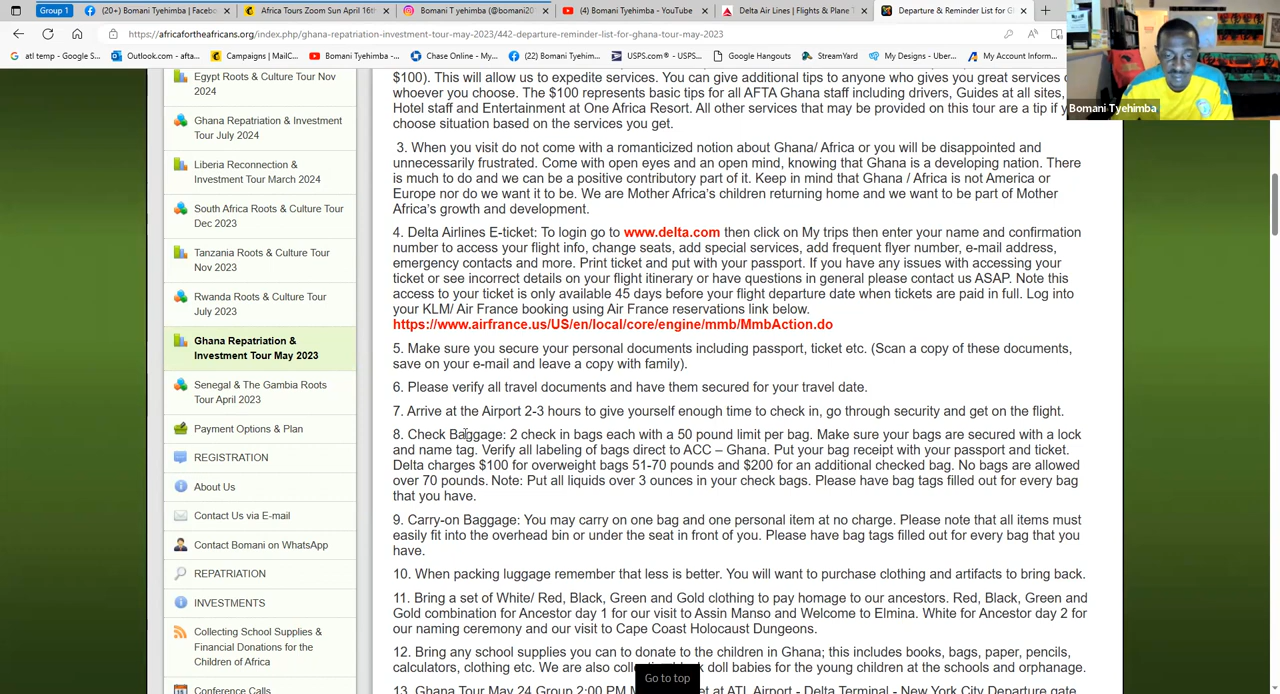 Group 1
(20+) Bomani Tyehimba | Facebo
Africa Tours Zoom Sun April 16th
Bomani T yehimba (@bomani20
(4) Bomani Tyehimba - YouTube
Delta Air Lines | Flights & Plane T
Departure & Reminder List for G
https://africafortheafricans.org/index.php/ghana-repatriation-investment-tour-may-2023/442-departure-reminder-list-for-ghana-tour-may-2023
atl temp - Google S...
Outlook.com - attyeh...
Campaigns | Mailchi...
Bomani Tyehimba -...
Chase Online - My...
(22) Bomani Tyehim...
USPS.com® - USPS...
Google Hangouts
StreamYard
My Designs - Uber...
My Account Inform...
Bomani Tyehimba
Egypt Roots & Culture Tour Nov
2024
Ghana Repatriation & Investment
Tour July 2024
Liberia Reconnection &
Investment Tour March 2024
South Africa Roots & Culture Tour
Dec 2023
Tanzania Roots & Culture Tour
Nov 2023
Rwanda Roots & Culture Tour
July 2023
Ghana Repatriation &
Investment Tour May 2023
Senegal & The Gambia Roots
Tour April 2023
Payment Options & Plan
REGISTRATION
About Us
Contact Us via E-mail
Contact Bomani on WhatsApp
REPATRIATION
INVESTMENTS
Collecting School Supplies &
Financial Donations for the
Children of Africa
Conference Calls
$100). This will allow us to expedite services. You can give additional tips to anyone who gives you great services
whoever you choose. The $100 represents basic tips for all AFTA Ghana staff including drivers, Guides at all sites,
Hotel staff and Entertainment at One Africa Resort. All other services that may be provided on this tour are a tip if
choose situation based on the services you get.
3. When you visit do not come with a romanticized notion about Ghana/ Africa or you will be disappointed and
unnecessarily frustrated. Come with open eyes and an open mind, knowing that Ghana is a developing nation. There
is much to do and we can be a positive contributory part of it. Keep in mind that Ghana / Africa is not America or
Europe nor do we want it to be. We are Mother Africa's children returning home and we want to be part of Mother
Africa's growth and development.
4. Delta Airlines E-ticket: To login go to www.delta.com then click on My trips then enter your name and confirmation
number to access your flight info, change seats, add special services, add frequent flyer number, e-mail address,
emergency contacts and more. Print ticket and put with your passport. If you have any issues with accessing your
ticket or see incorrect details on your flight itinerary or have questions in general please contact us ASAP. Note this
access to your ticket is only available 45 days before your flight departure date when tickets are paid in full. Log into
your KLM/ Air France booking using Air France reservations link below.
https://www.airfrance.us/US/en/local/core/engine/mmb/MmbAction.do
5. Make sure you secure your personal documents including passport, ticket etc. (Scan a copy of these documents,
save on your e-mail and leave a copy with family).
6. Please verify all travel documents and have them secured for your travel date.
7. Arrive at the Airport 2-3 hours to give yourself enough time to check in, go through security and get on the flight.
8. Check Baggage: 2 check in bags each with a 50 pound limit per bag. Make sure your bags are secured with a lock
and name tag. Verify all labeling of bags direct to ACC – Ghana. Put your bag receipt with your passport and ticket.
Delta charges $100 for overweight bags 51-70 pounds and $200 for an additional checked bag. No bags are allowed
over 70 pounds. Note: Put all liquids over 3 ounces in your check bags. Please have bag tags filled out for every bag
that you have.
9. Carry-on Baggage: You may carry on one bag and one personal item at no charge. Please note that all items must
easily fit into the overhead bin or under the seat in front of you. Please have bag tags filled out for every bag that you
have.
10. When packing luggage remember that less is better. You will want to purchase clothing and artifacts to bring back.
11. Bring a set of White/ Red, Black, Green and Gold clothing to pay homage to our ancestors. Red, Black, Green and
Gold combination for Ancestor day 1 for our visit to Assin Manso and Welcome to Elmina. White for Ancestor day 2 for
our naming ceremony and our visit to Cape Coast Holocaust Dungeons.
12. Bring any school supplies you can to donate to the children in Ghana; this includes books, bags, paper, pencils,
calculators, clothing etc. We are also doll babies for the young children at the schools and orphanage.
13. Ghana Tour May 24 Group 2:00 PM at ATL Airport - Delta Terminal - New York City Departure gate
Go to top